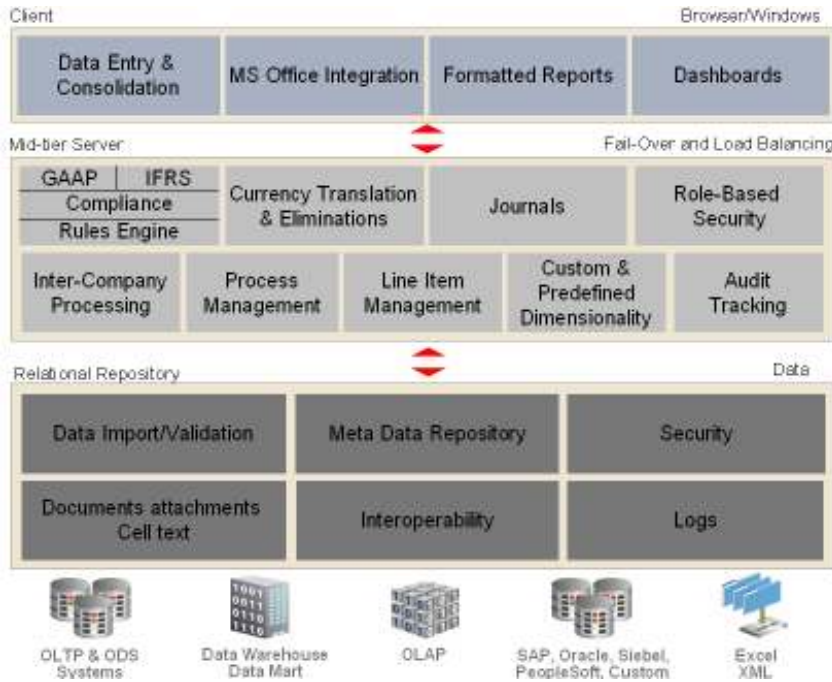 Client
Browser/Windows
Data Entry &
Consolidation
MS Office Integration
Formatted Reports
Dashboards
Mid-tier Server
Fail-Over and Load Balancing
GAAP
IFRS
Compliance
Rules Engine
Currency Translation
& Eliminations
Journals
Role-Based
Security
Inter-Company
Processing
Process
Management
Line Item
Management
Custom &
Predefined
Dimensionality
Audit
Tracking
Relational Repository
Data
Data Import/Validation
Meta Data Repository
Security
Documents attachments
Cell text
Interoperability
Logs
1001
0011
0110
1110
OLTP & ODS
Systems
Data Warehouse
Data Mart
OLAP
SAP, Oracle, Siebel,
PeopleSoft, Custom
Excel
XML